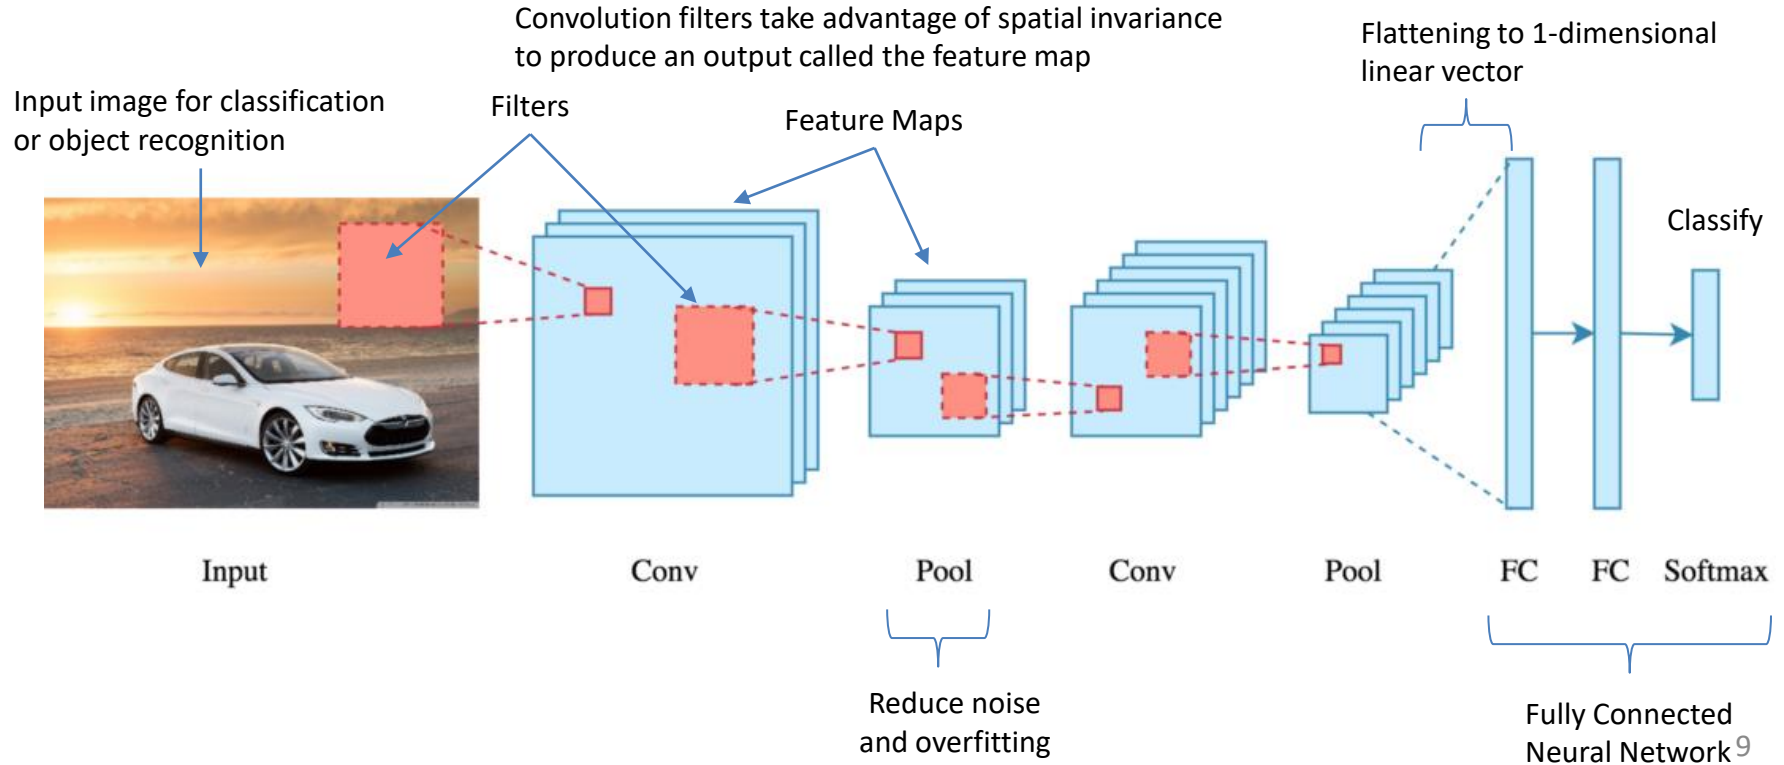 Convolution filters take advantage of spatial invariance
to produce an output called the feature map
Flattening to 1-dimensional
linear vector
Input image for classification
or object recognition
Filters
Feature Maps
Classify
Input
Conv
Pool
Conv
Pool
FC
FC
Softmax
Reduce noise
and overfitting
Fully Connected
Neural Network
9